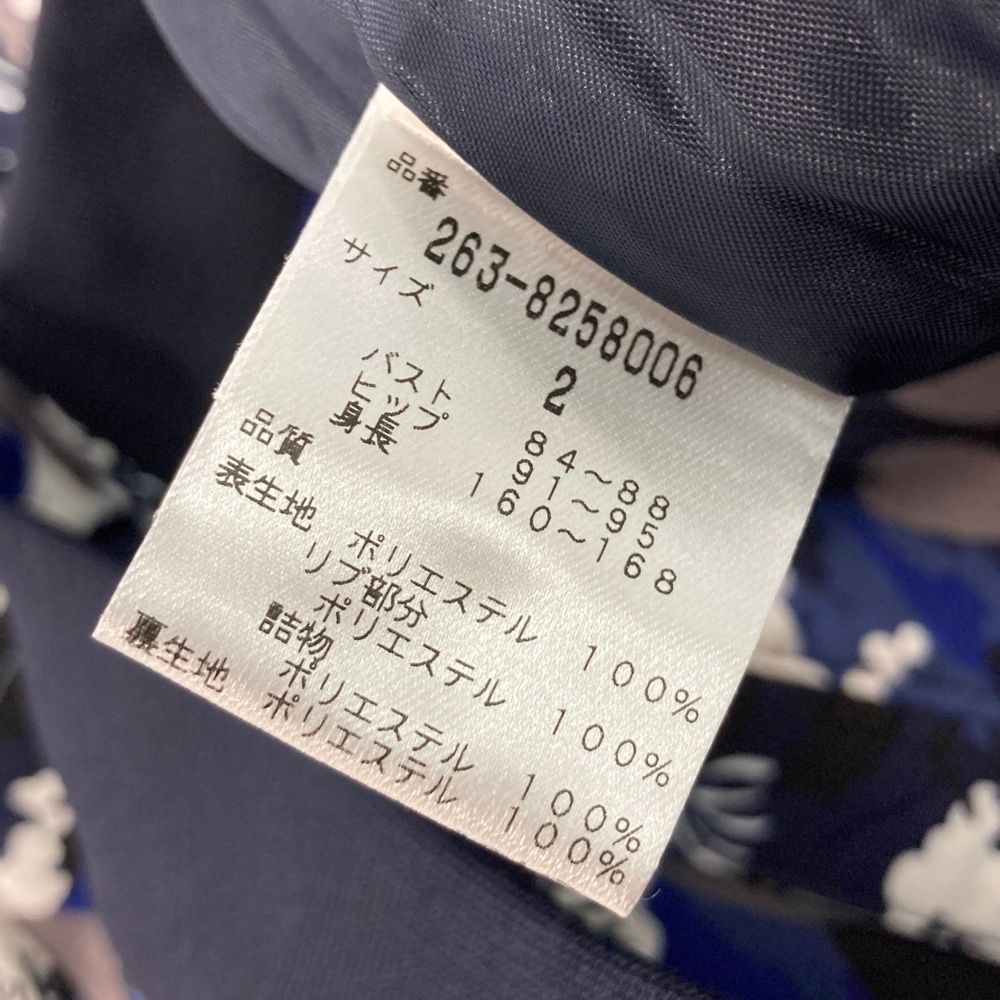 品番
263-8258006
サイズ 2
バスト 84～88
ヒップ 91～95
身長 160～168
品質
表生地 ポリエステル 100%
リブ部分
ポリエステル 100%
詰物
ポリエステル 100%
裏生地 ポリエステル 100%